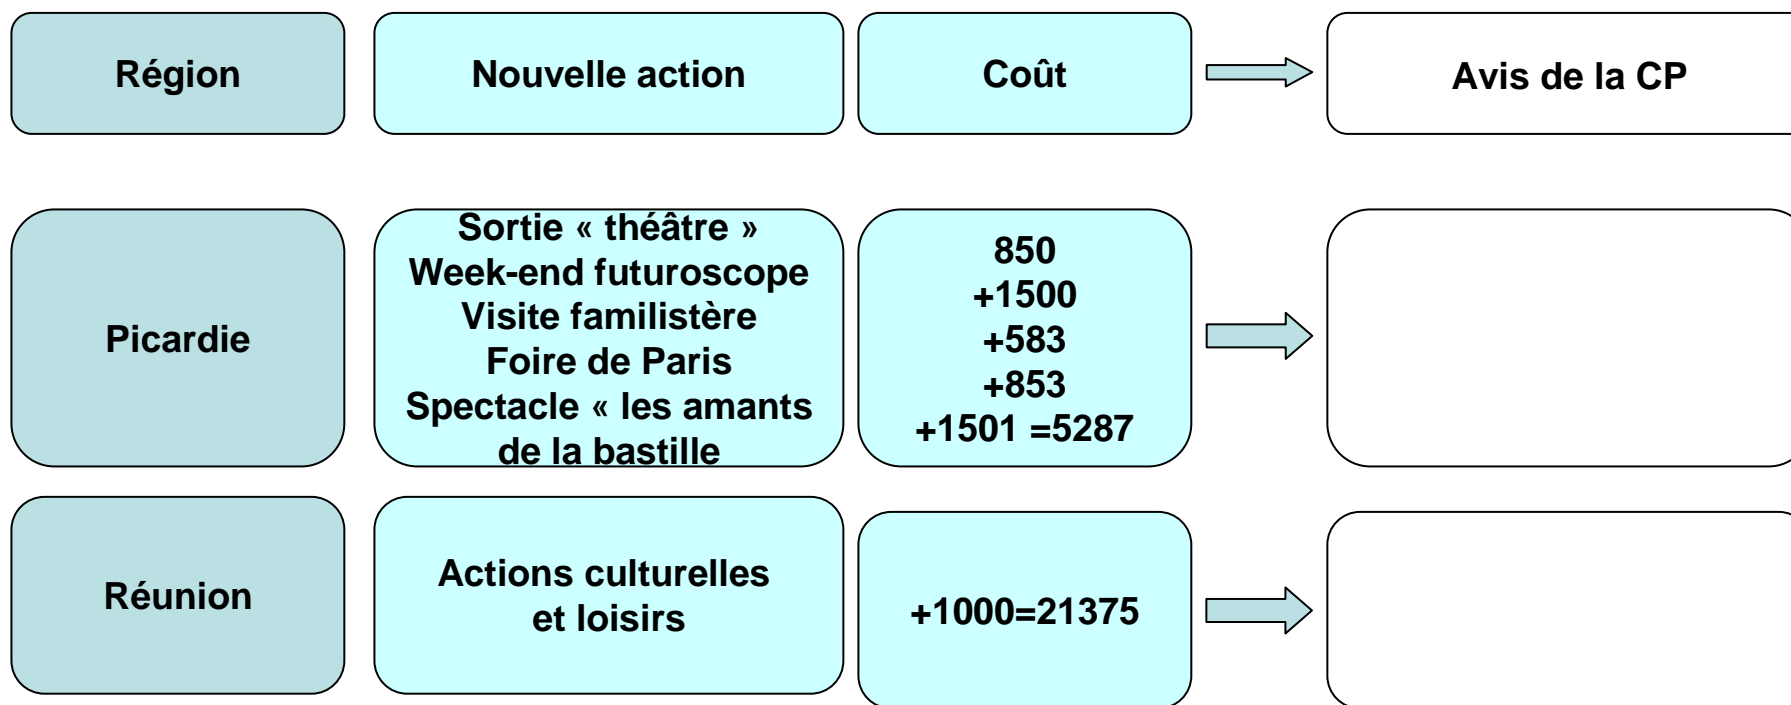 Région
Nouvelle action
Coût
Avis de la CP
Picardie
Sortie « théâtre »
Week-end futuroscope
Visite familistère
Foire de Paris
Spectacle « les amants
de la bastille
850
+1500
+583
+853
+1501 =5287
Réunion
Actions culturelles
et loisirs
+1000=21375